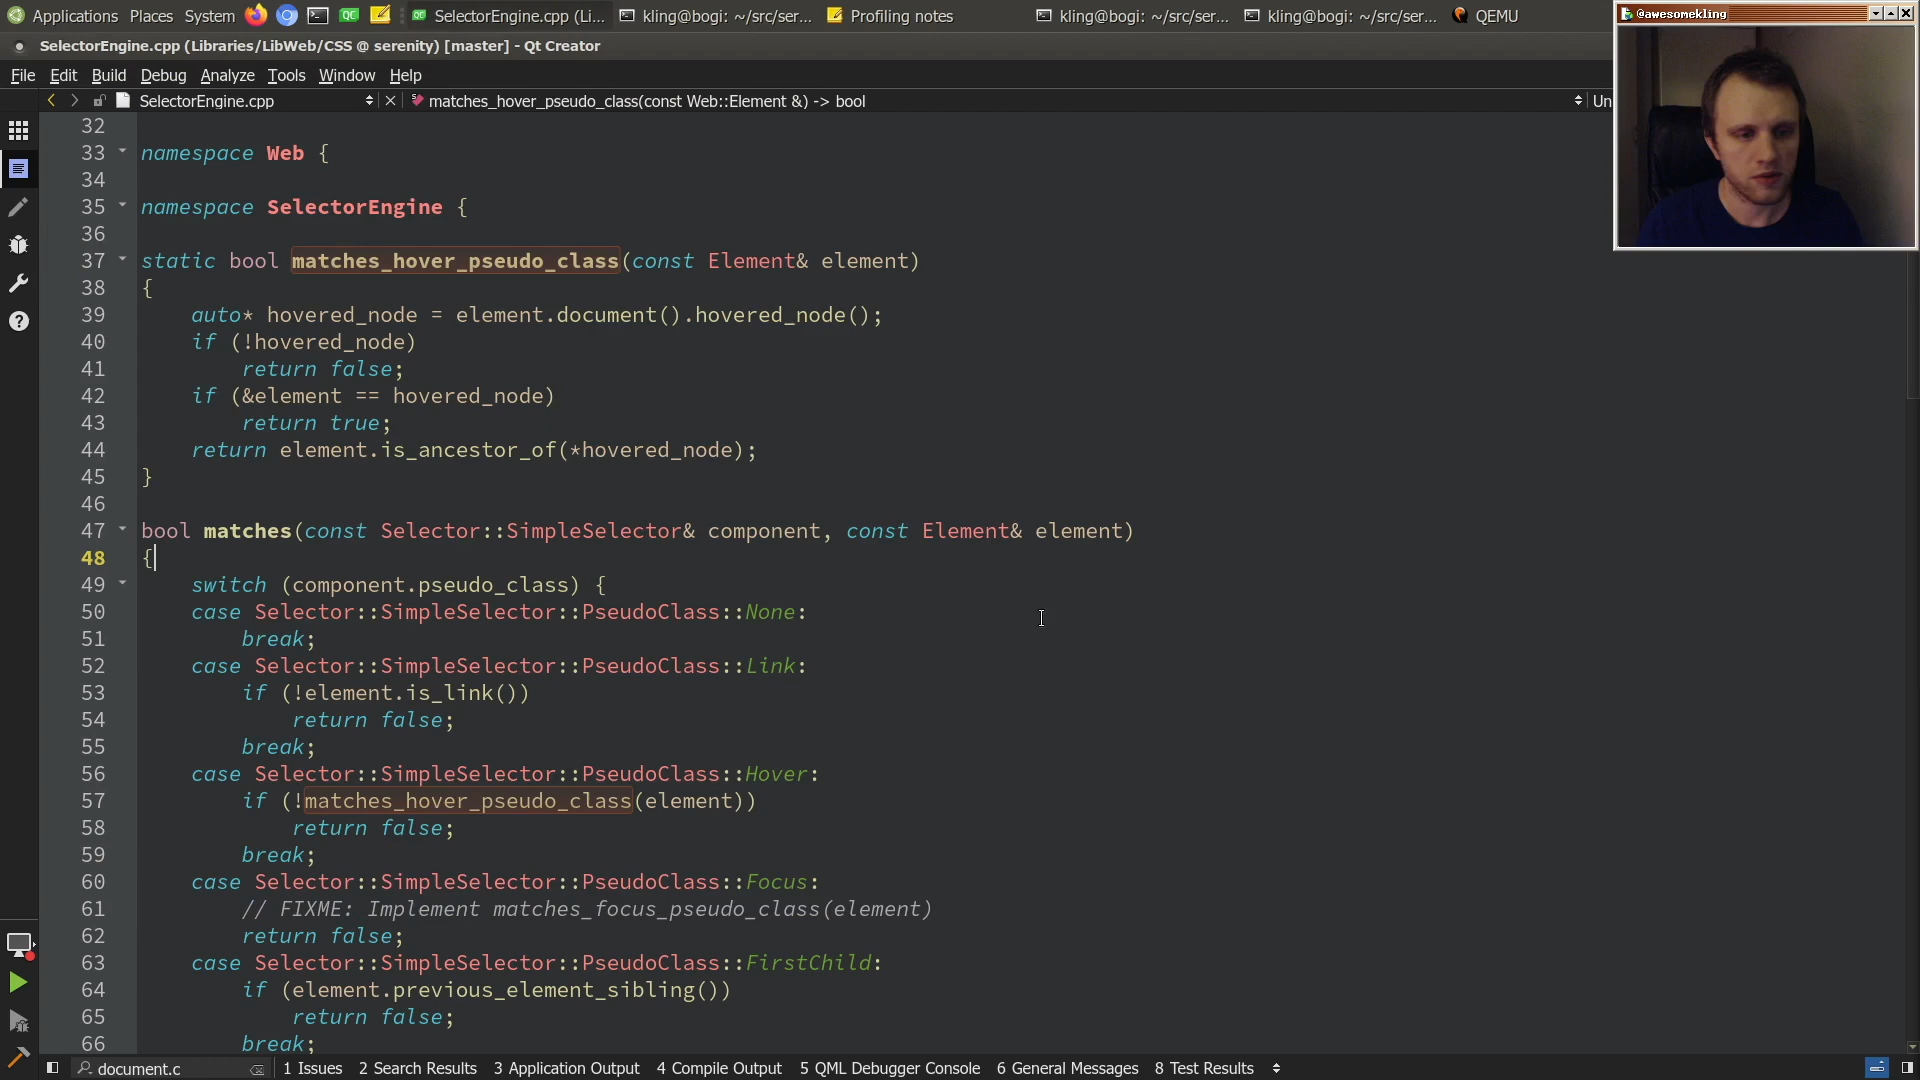 Applications Places System SelectorEngine.cpp (Li... kling@bogi: ~/src/ser... Profiling notes kling@bogi: ~/src/ser... kling@bogi: ~/src/ser... QEMU
@awesomekling
SelectorEngine.cpp (Libraries/LibWeb/CSS @ serenity) [master] - Qt Creator
File Edit Build Debug Analyze Tools Window Help
SelectorEngine.cpp matches_hover_pseudo_class(const Web::Element &) -> bool Un
32
33 namespace Web {
34
35 namespace SelectorEngine {
36
37 static bool matches_hover_pseudo_class(const Element& element)
38 {
39 auto* hovered_node = element.document().hovered_node();
40 if (!hovered_node)
41 return false;
42 if (&element == hovered_node)
43 return true;
44 return element.is_ancestor_of(*hovered_node);
45 }
46
47 bool matches(const Selector::SimpleSelector& component, const Element& element)
48 {
49 switch (component.pseudo_class) {
50 case Selector::SimpleSelector::PseudoClass::None:
51 break;
52 case Selector::SimpleSelector::PseudoClass::Link:
53 if (!element.is_link())
54 return false;
55 break;
56 case Selector::SimpleSelector::PseudoClass::Hover:
57 if (!matches_hover_pseudo_class(element))
58 return false;
59 break;
60 case Selector::SimpleSelector::PseudoClass::Focus:
61 // FIXME: Implement matches_focus_pseudo_class(element)
62 return false;
63 case Selector::SimpleSelector::PseudoClass::FirstChild:
64 if (element.previous_element_sibling())
65 return false;
66 break;
document.c 1 Issues 2 Search Results 3 Application Output 4 Compile Output 5 QML Debugger Console 6 General Messages 8 Test Results